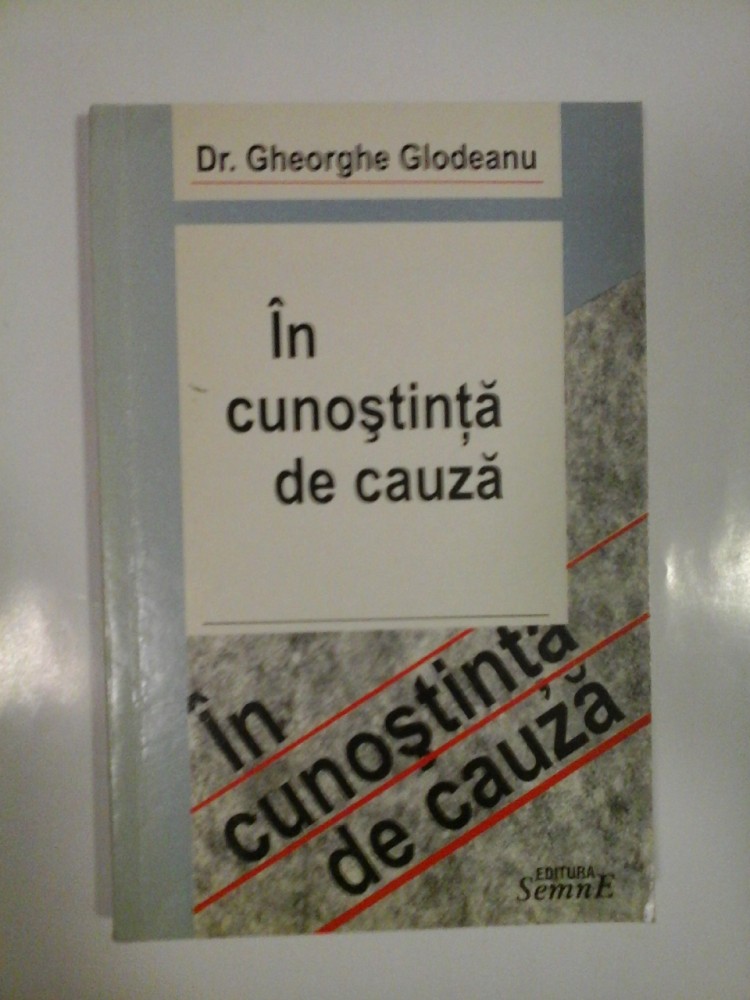 Dr. Gheorghe Glodeanu
În
cunoştinţă
de cauză
În
cunoştinţă
de cauză
EDITURA
SemnE